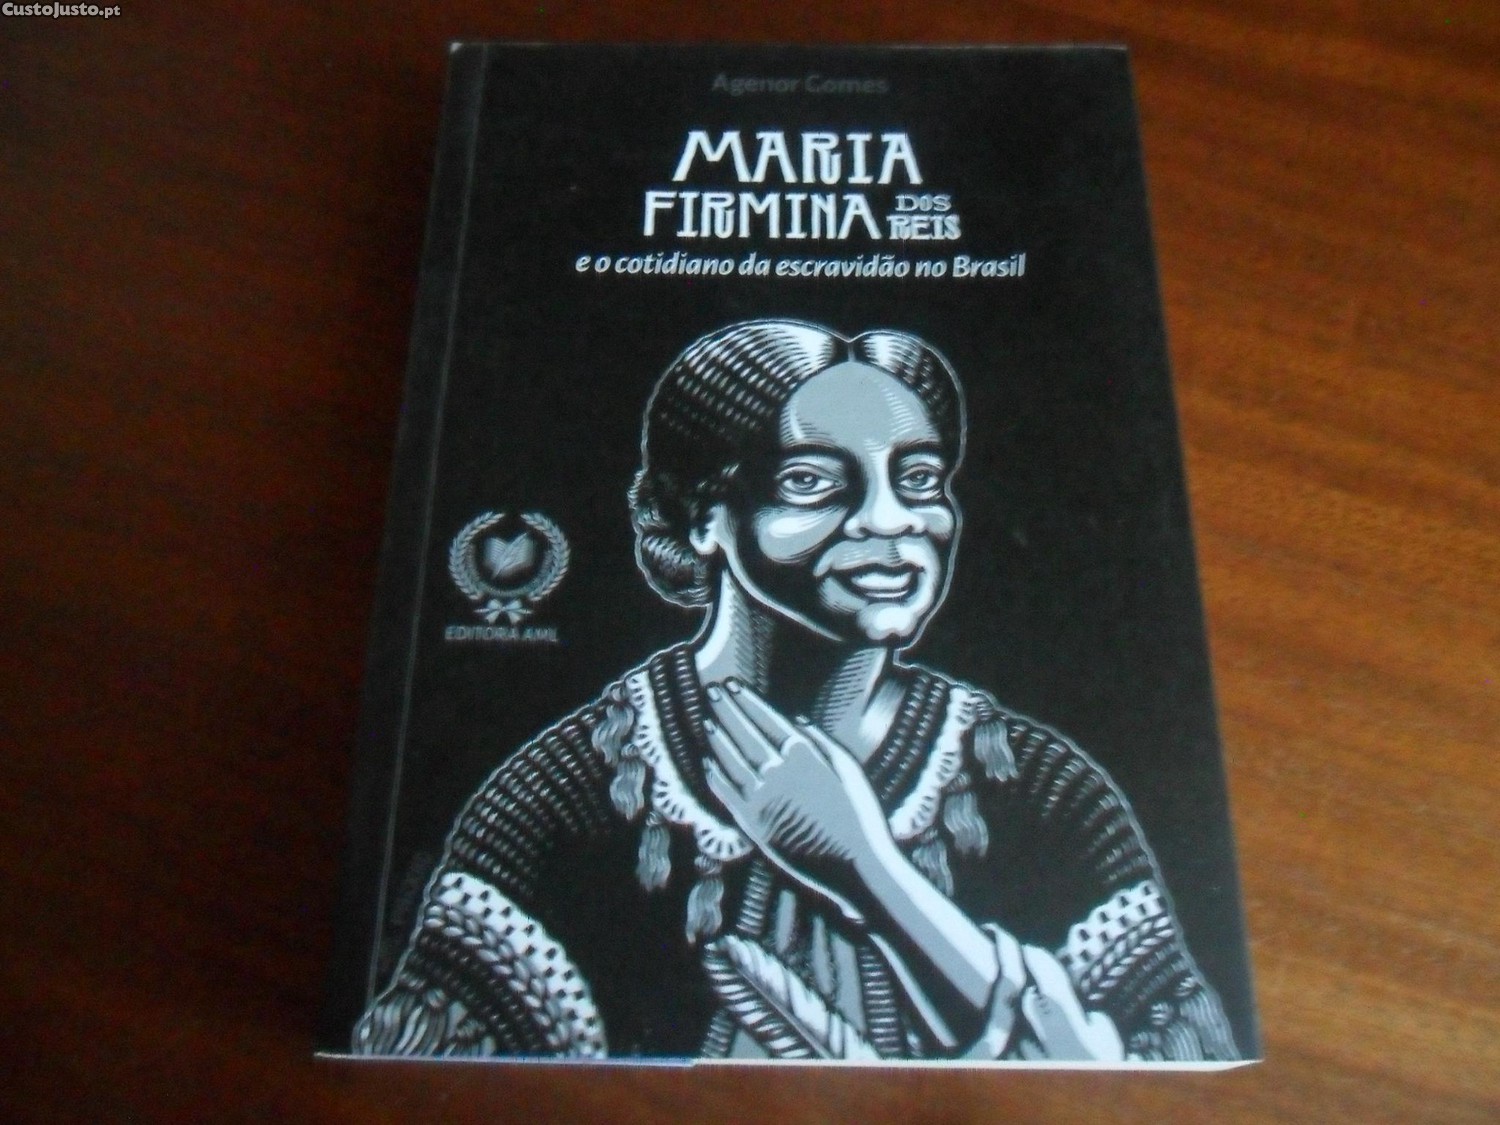 CustoJusto.pt
Agenor Gomes
MARIA
FIRMINA DOS REIS
e o cotidiano da escravidão no Brasil
EDITORA AML